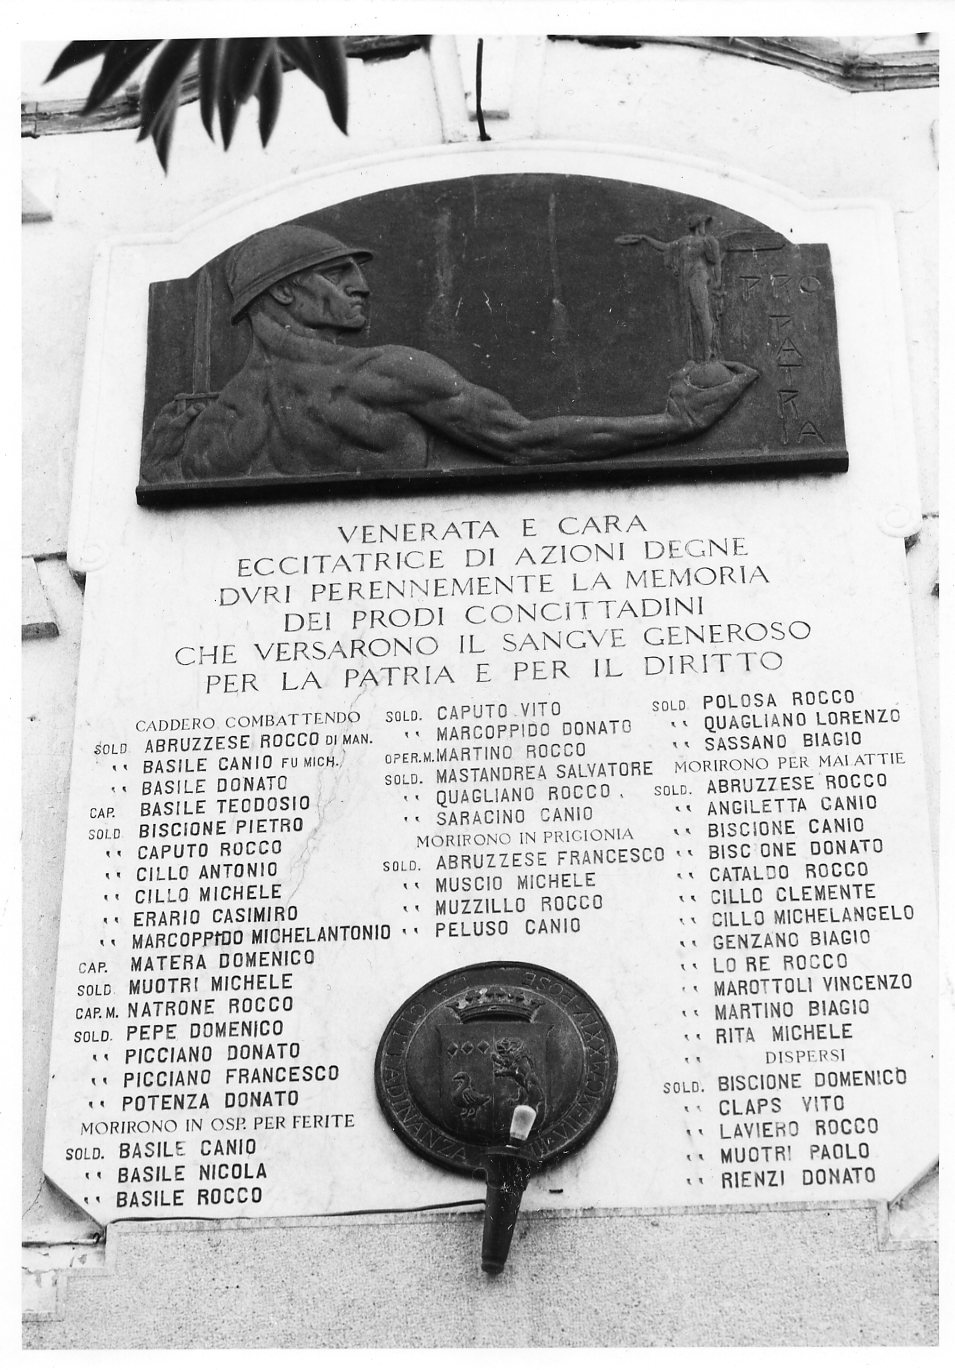 PRO
PATRIA
VENERATA E CARA
ECCITATRICE DI AZIONI DEGNE
DVRI PERENNEMENTE LA MEMORIA
DEI PRODI CONCITTADINI
CHE VERSARONO IL SANGVE GENEROSO
PER LA PATRIA E PER IL DIRITTO
CADDERO COMBATTENDO
SOLD. ABRUZZESE ROCCO DI MAN.
" BASILE CANIO FU MICH.
" BASILE DONATO
CAP. BASILE TEODOSIO
SOLD. BISCIONE PIETRO
" CAPUTO ROCCO
" CILLO ANTONIO
" CILLO MICHELE
" ERARIO CASIMIRO
" MARCOPPIDO MICHELANTONIO
CAP. MATERA DOMENICO
SOLD. MUOTRI MICHELE
CAP. M. NATRONE ROCCO
SOLD. PEPE DOMENICO
" PICCIANO DONATO
" PICCIANO FRANCESCO
" POTENZA DONATO
MORIRONO IN OSP. PER FERITE
SOLD. BASILE CANIO
" BASILE NICOLA
" BASILE ROCCO
SOLD. CAPUTO VITO
" MARCOPPIDO DONATO
OPER.M. MARTINO ROCCO
SOLD. MASTANDREA SALVATORE
" QUAGLIANO ROCCO
" SARACINO CANIO
MORIRONO IN PRIGIONIA
SOLD. ABRUZZESE FRANCESCO
" MUSCIO MICHELE
" MUZZILLO ROCCO
" PELUSO CANIO
SOLD. POLOSA ROCCO
" QUAGLIANO LORENZO
" SASSANO BIAGIO
MORIRONO PER MALATTIE
SOLD. ABRUZZESE ROCCO
" ANGILETTA CANIO
" BISCIONE CANIO
" BISCIONE DONATO
" CATALDO ROCCO
" CILLO CLEMENTE
" CILLO MICHELANGELO
" GENZANO BIAGIO
" LO RE ROCCO
" MAROTTOLI VINCENZO
" MARTINO BIAGIO
" RITA MICHELE
DISPERSI
SOLD. BISCIONE DOMENICO
" CLAPS VITO
" LAVIERO ROCCO
" MUOTRI PAOLO
" RIENZI DONATO
LA CITTADINANZA
POSE